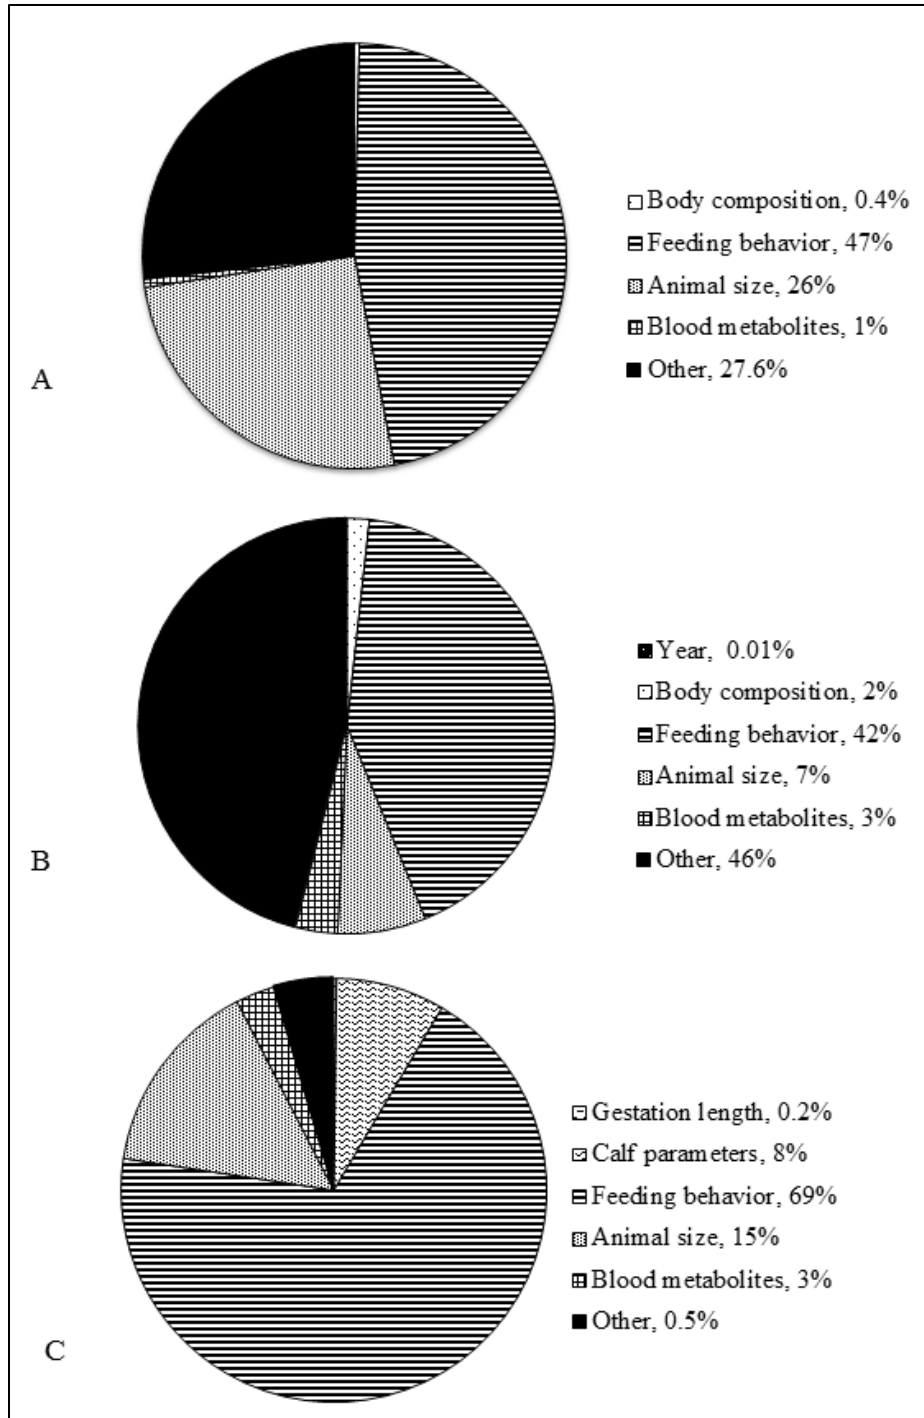 Body composition, 0.4%
Feeding behavior, 47%
Animal size, 26%
Blood metabolites, 1%
Other, 27.6%
A
Year, 0.01%
Body composition, 2%
Feeding behavior, 42%
Animal size, 7%
Blood metabolites, 3%
Other, 46%
B
Gestation length, 0.2%
Calf parameters, 8%
Feeding behavior, 69%
Animal size, 15%
Blood metabolites, 3%
Other, 0.5%
C